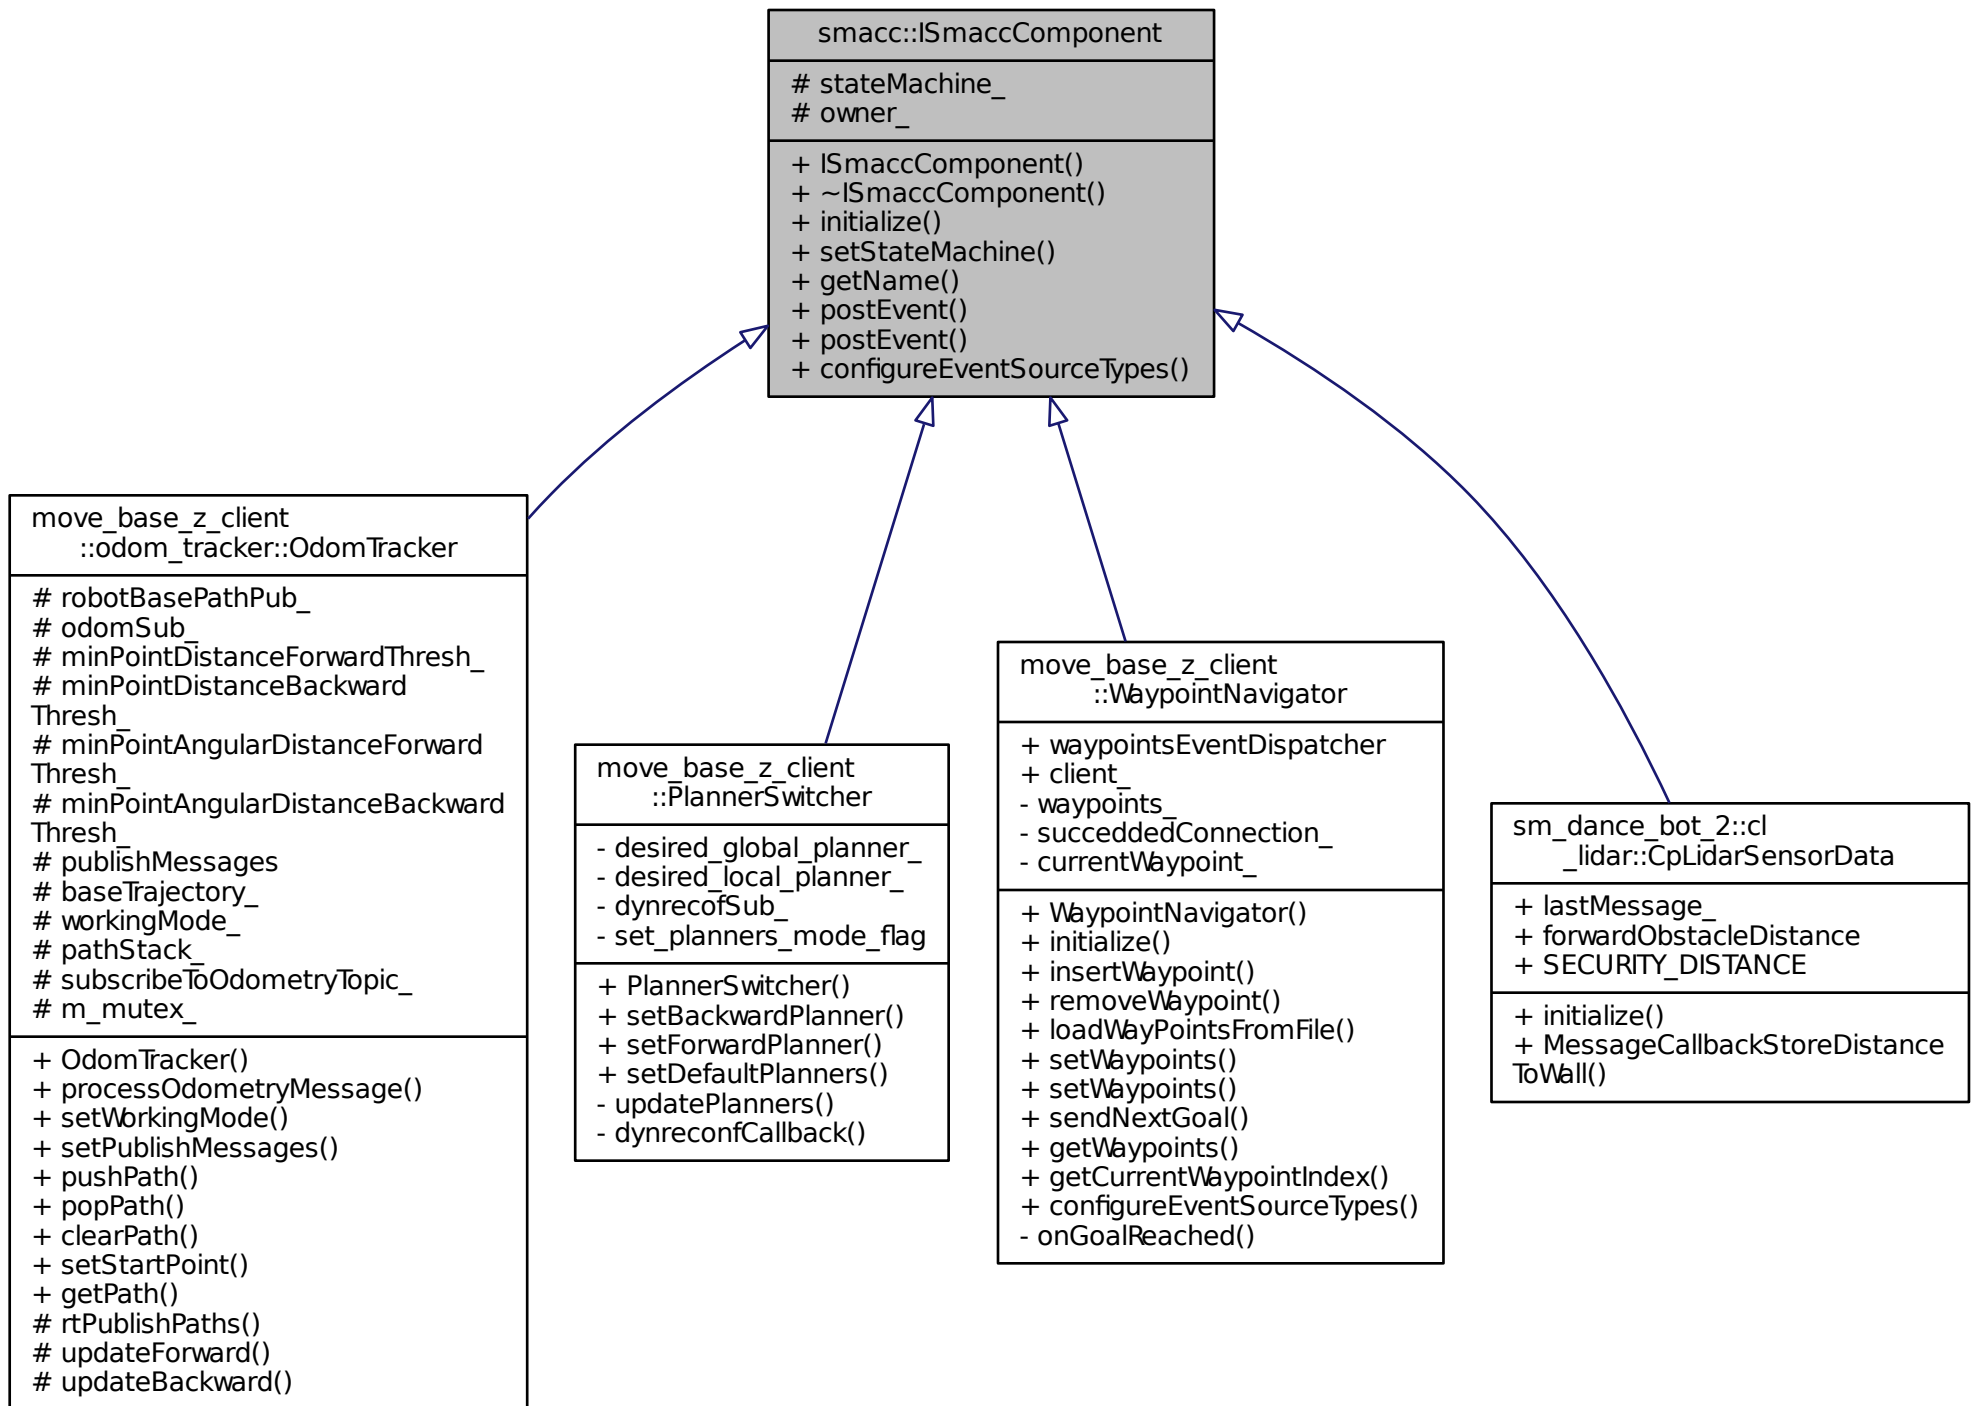 smacc::ISmaccComponent
# stateMachine_
# owner_
+ ISmaccComponent()
+ ~ISmaccComponent()
+ initialize()
+ setStateMachine()
+ getName()
+ postEvent()
+ postEvent()
+ configureEventSourceTypes()
move_base_z_client
::odom_tracker::OdomTracker
# robotBasePathPub_
# odomSub_
# minPointDistanceForwardThresh_
# minPointDistanceBackward
Thresh_
# minPointAngularDistanceForward
Thresh_
# minPointAngularDistanceBackward
Thresh_
# publishMessages
# baseTrajectory_
# workingMode_
# pathStack_
# subscribeToOdometryTopic_
# m_mutex_
+ OdomTracker()
+ processOdometryMessage()
+ setWorkingMode()
+ setPublishMessages()
+ pushPath()
+ popPath()
+ clearPath()
+ setStartPoint()
+ getPath()
# rtPublishPaths()
# updateForward()
# updateBackward()
move_base_z_client
::PlannerSwitcher
- desired_global_planner_
- desired_local_planner_
- dynrecofSub_
- set_planners_mode_flag
+ PlannerSwitcher()
+ setBackwardPlanner()
+ setForwardPlanner()
+ setDefaultPlanners()
- updatePlanners()
- dynreconfCallback()
move_base_z_client
::WaypointNavigator
+ waypointsEventDispatcher
+ client_
- waypoints_
- succeddedConnection_
- currentWaypoint_
+ WaypointNavigator()
+ initialize()
+ insertWaypoint()
+ removeWaypoint()
+ loadWayPointsFromFile()
+ setWaypoints()
+ setWaypoints()
+ sendNextGoal()
+ getWaypoints()
+ getCurrentWaypointIndex()
+ configureEventSourceTypes()
- onGoalReached()
sm_dance_bot_2::cl
_lidar::CpLidarSensorData
+ lastMessage_
+ forwardObstacleDistance
+ SECURITY_DISTANCE
+ initialize()
+ MessageCallbackStoreDistance
ToWall()